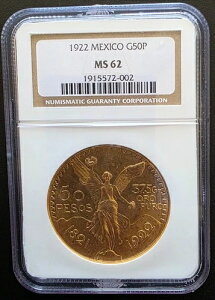 1922 MEXICO G50P
MS 62
1915572-002
NUMISMATIC GUARANTY CORPORATION
50
PESOS
37.5 Gr.
ORO
PURO
1821
1922